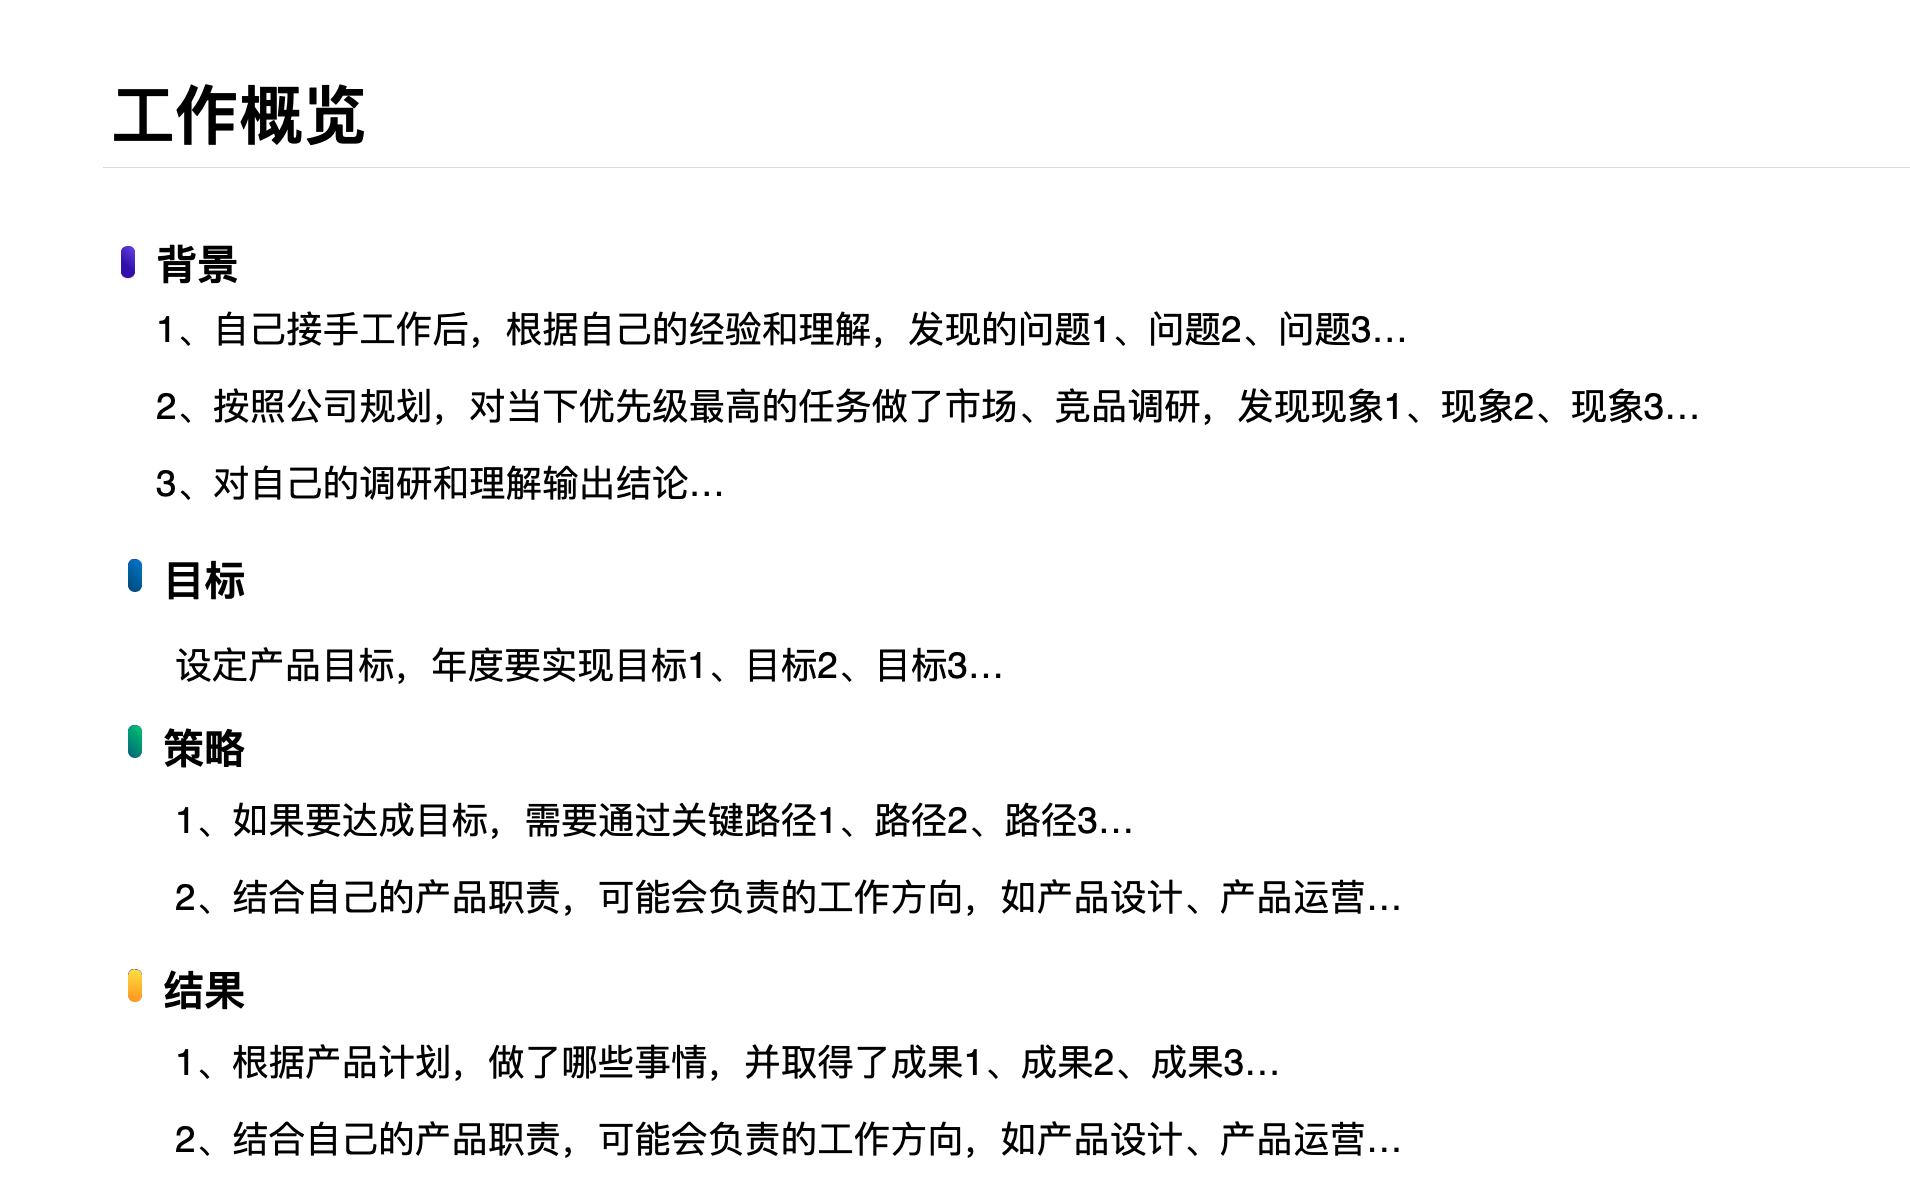 工作概览
背景
1、自己接手工作后，根据自己的经验和理解，发现的问题1、问题2、问题3...
2、按照公司规划，对当下优先级最高的任务做了市场、竞品调研，发现现象1、现象2、现象3...
3、对自己的调研和理解输出结论...
目标
设定产品目标，年度要实现目标1、目标2、目标3...
策略
1、如果要达成目标，需要通过关键路径1、路径2、路径3...
2、结合自己的产品职责，可能会负责的工作方向，如产品设计、产品运营...
结果
1、根据产品计划，做了哪些事情，并取得了成果1、成果2、成果3...
2、结合自己的产品职责，可能会负责的工作方向，如产品设计、产品运营...